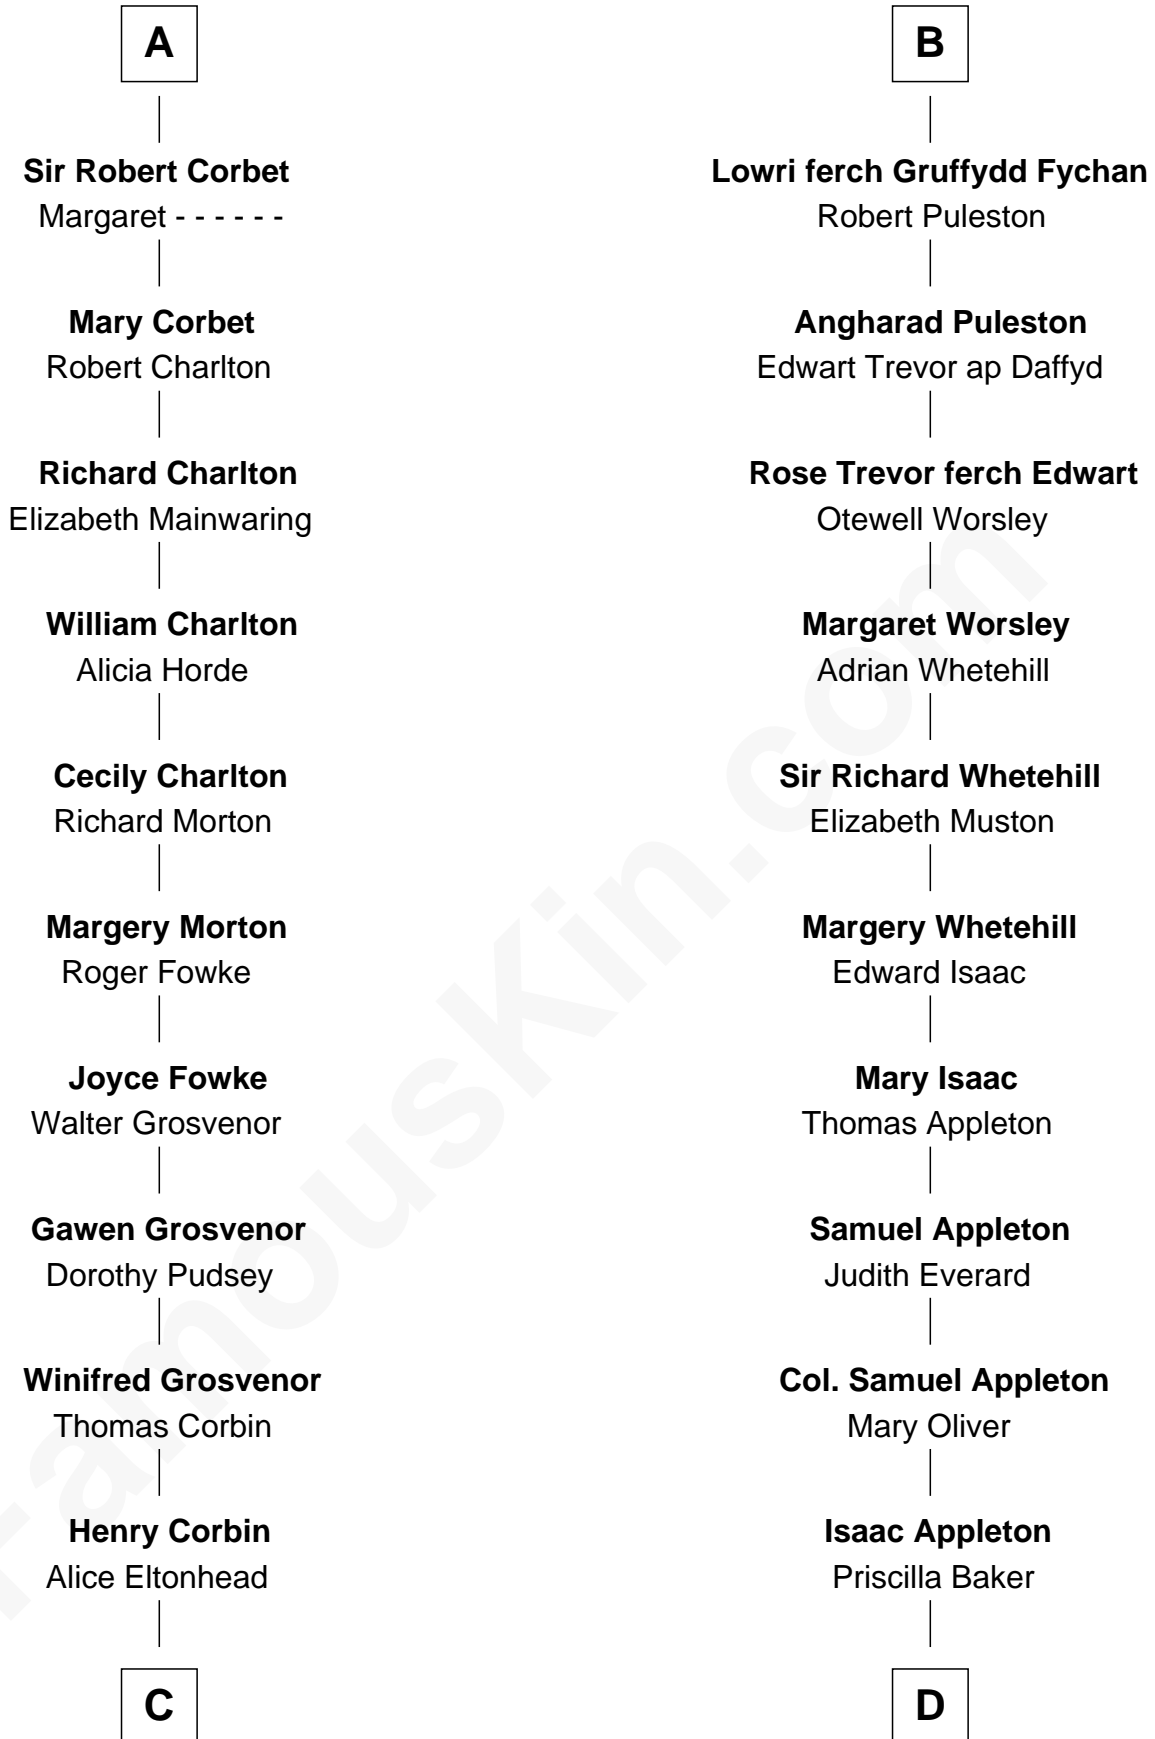 A
Sir Robert Corbet
Margaret - - - - - -
Mary Corbet
Robert Charlton
Richard Charlton
Elizabeth Mainwaring
William Charlton
Alicia Horde
Cecily Charlton
Richard Morton
Margery Morton
Roger Fowke
Joyce Fowke
Walter Grosvenor
Gawen Grosvenor
Dorothy Pudsey
Winifred Grosvenor
Thomas Corbin
Henry Corbin
Alice Eltonhead
C
B
Lowri ferch Gruffydd Fychan
Robert Puleston
Angharad Puleston
Edwart Trevor ap Daffyd
Rose Trevor ferch Edwart
Otewell Worsley
Margaret Worsley
Adrian Whetehill
Sir Richard Whetehill
Elizabeth Muston
Margery Whetehill
Edward Isaac
Mary Isaac
Thomas Appleton
Samuel Appleton
Judith Everard
Col. Samuel Appleton
Mary Oliver
Isaac Appleton
Priscilla Baker
D
FamousKin.com